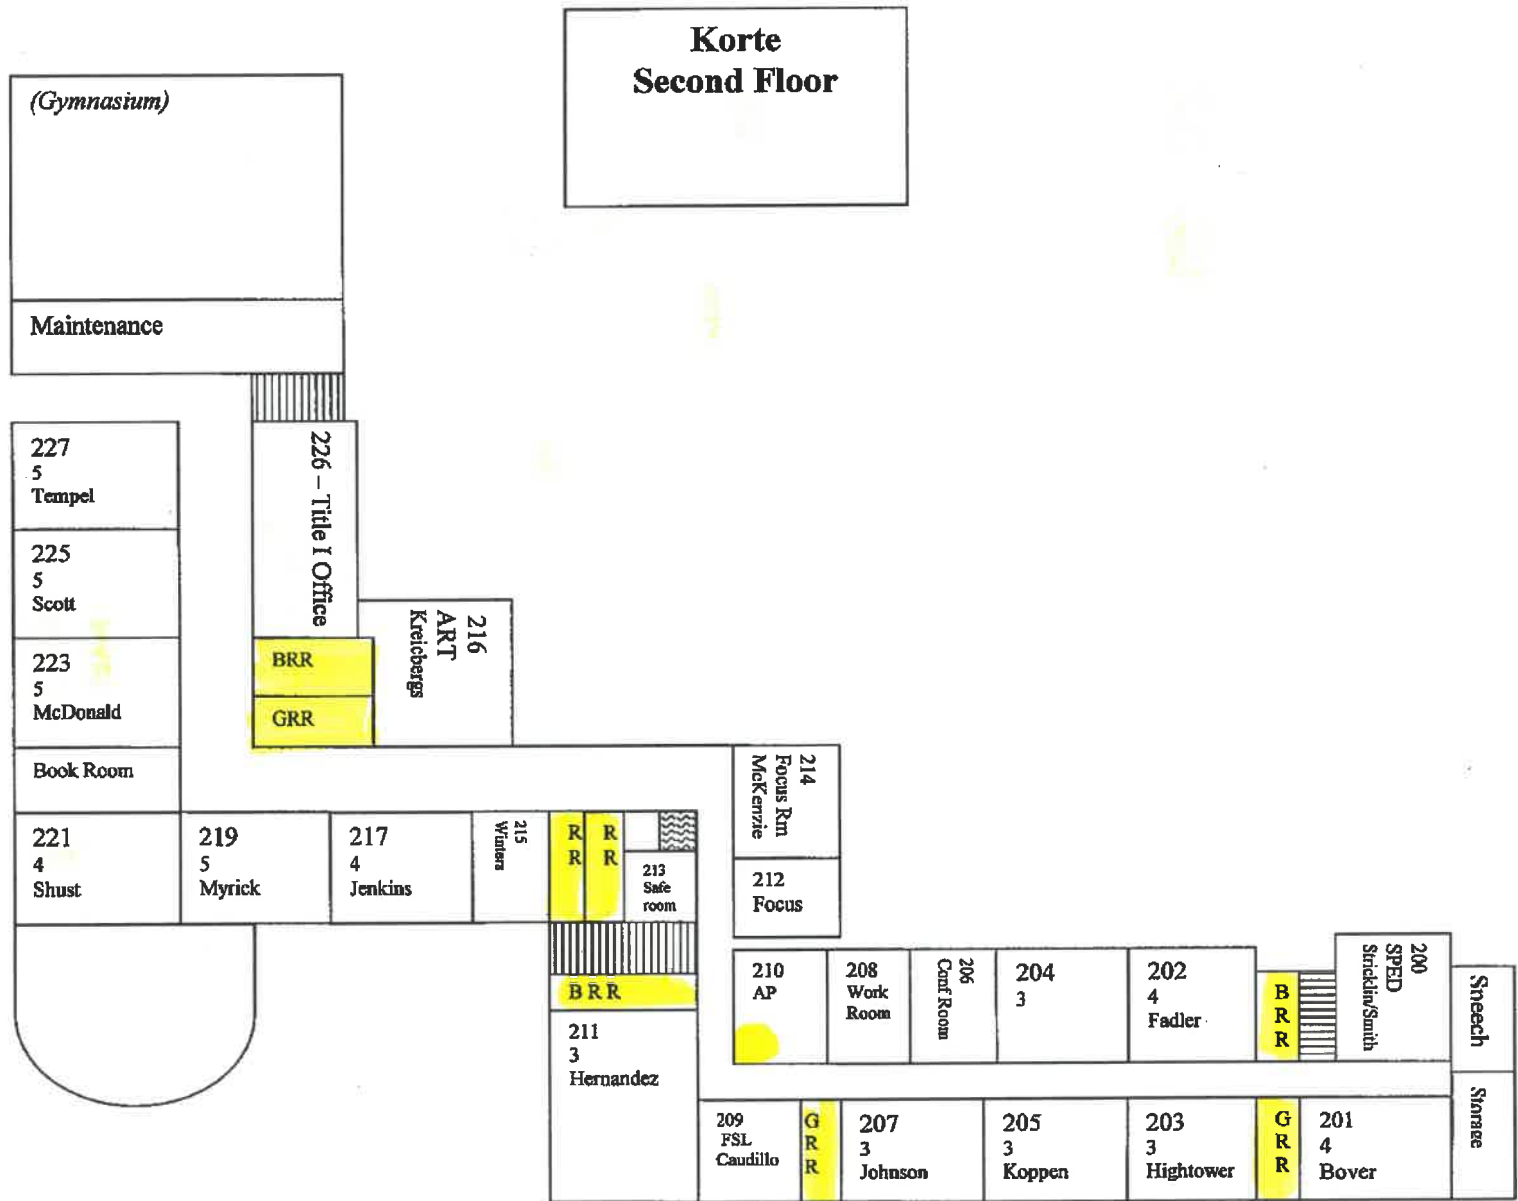 Korte
Second Floor
(Gymnasium)
Maintenance
227
5
Tempel
225
5
Scott
223
5
McDonald
Book Room
226 – Title I Office
BRR
GRR
216
ART
Kreicbergs
214
Focus Rm
McKenzie
212
Focus
221
4
Shust
219
5
Myrick
217
4
Jenkins
215
Winters
R
R
R
R
213
Safe
room
BRR
211
3
Hernandez
210
AP
208
Work
Room
206
Conf Room
204
3
202
4
Fadler
B
R
R
200
SPED
Stricklin/Smith
Speech
Storage
209
FSL
Caudillo
G
R
R
207
3
Johnson
205
3
Koppen
203
3
Hightower
G
R
R
201
4
Bover